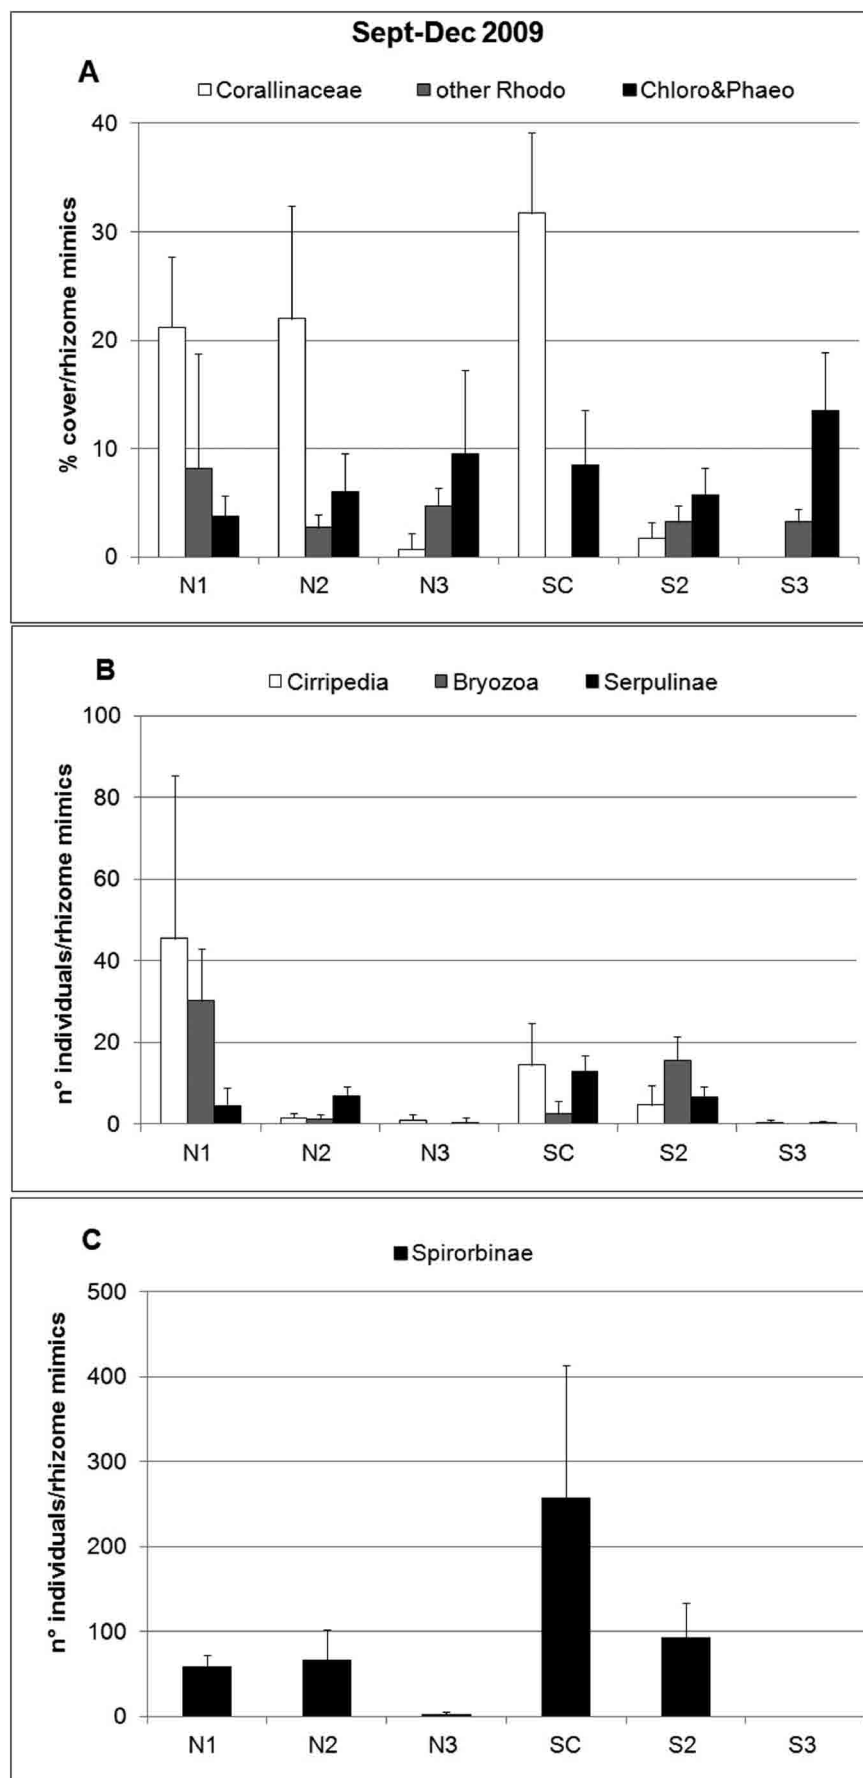 Sept-Dec 2009
A
Corallinaceae other Rhodo Chloro&Phaeo
% cover/rhizome mimics
40
30
20
10
0
N1 N2 N3 SC S2 S3
B
Cirripedia Bryozoa Serpulinae
n° individuals/rhizome mimics
100
80
60
40
20
0
N1 N2 N3 SC S2 S3
C
Spirorbinae
n° individuals/rhizome mimics
500
400
300
200
100
0
N1 N2 N3 SC S2 S3